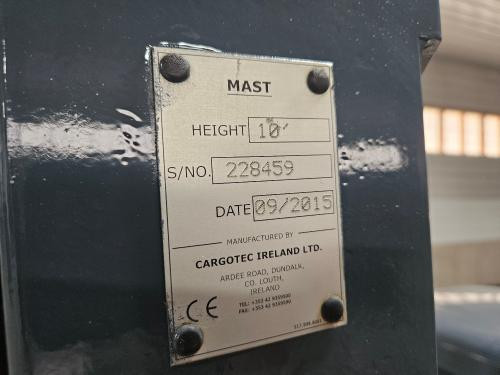 MAST
HEIGHT 10'
S/NO. 228459
DATE 09/2015
MANUFACTURED BY
CARGOTEC IRELAND LTD.
ARDEE ROAD, DUNDALK,
CO. LOUTH,
IRELAND
CE